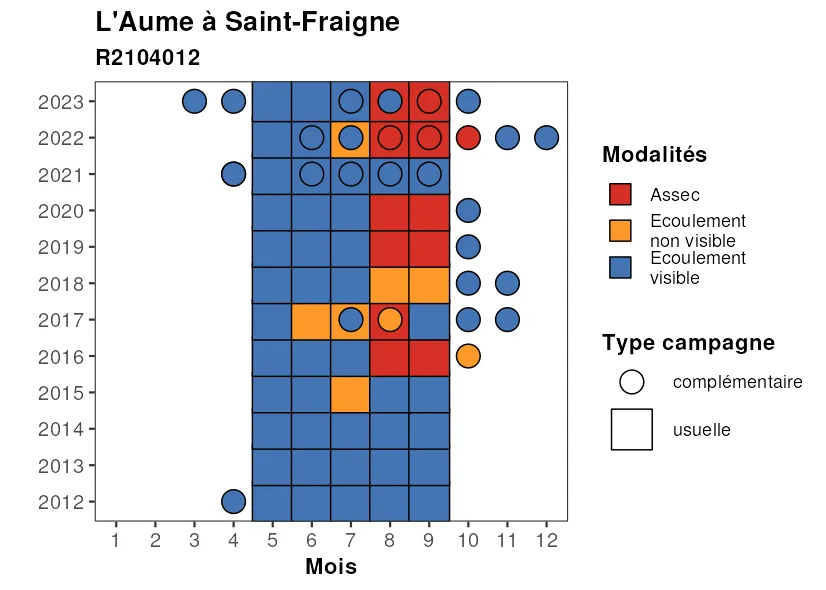 L'Aume à Saint-Fraigne
R2104012
2023
2022
2021
2020
2019
2018
2017
2016
2015
2014
2013
2012
1 2 3 4 5 6 7 8 9 10 11 12
Mois
Modalités
Assec
Ecoulement
non visible
Ecoulement
visible
Type campagne
complémentaire
usuelle